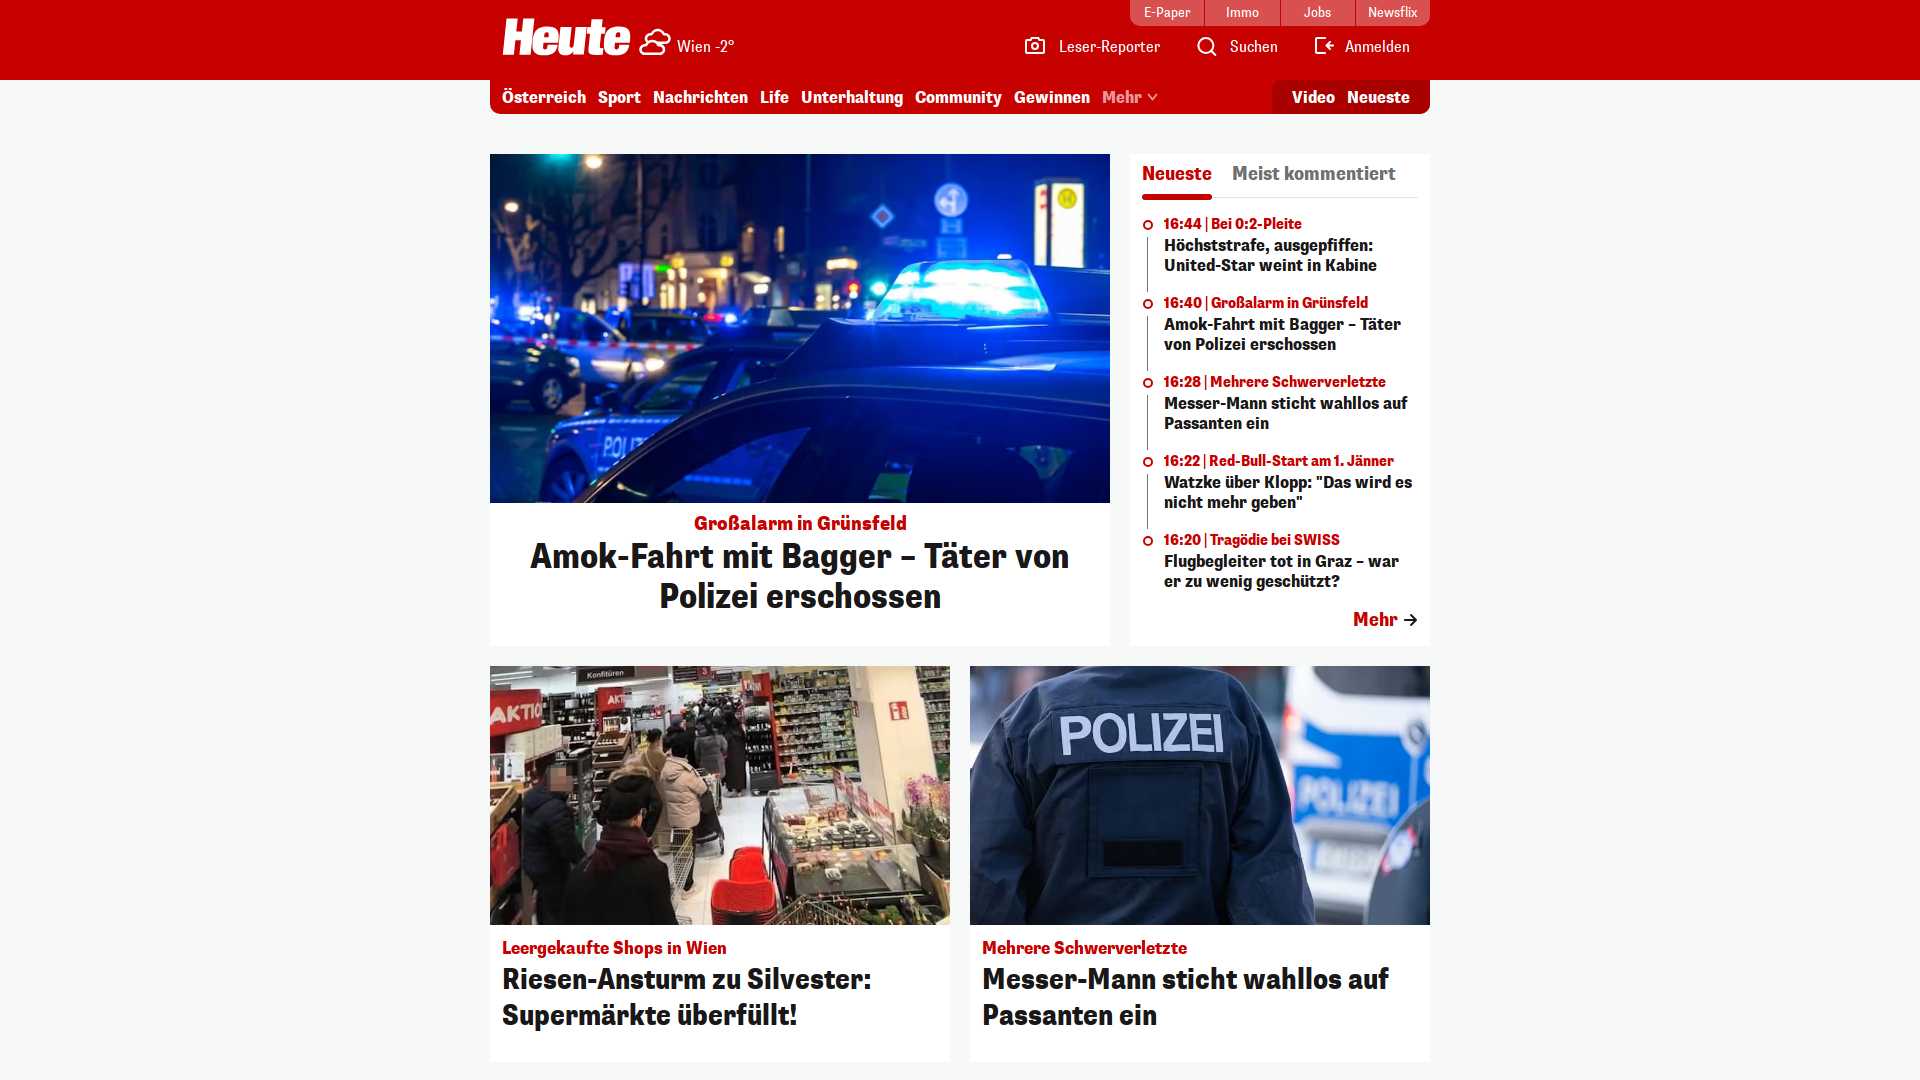 E-Paper
Immo
Jobs
Newsflix
Heute
Wien -2°
Leser-Reporter
Suchen
Anmelden
Österreich
Sport
Nachrichten
Life
Unterhaltung
Community
Gewinnen
Mehr
Video
Neueste
POLIZEI
Großalarm in Grünsfeld
Amok-Fahrt mit Bagger – Täter von
Polizei erschossen
Neueste
Meist kommentiert
16:44 | Bei 0:2-Pleite
Höchststrafe, ausgepfiffen:
United-Star weint in Kabine
16:40 | Großalarm in Grünsfeld
Amok-Fahrt mit Bagger – Täter
von Polizei erschossen
16:28 | Mehrere Schwerverletzte
Messer-Mann sticht wahllos auf
Passanten ein
16:22 | Red-Bull-Start am 1. Jänner
Watzke über Klopp: "Das wird es
nicht mehr geben"
16:20 | Tragödie bei SWISS
Flugbegleiter tot in Graz – war
er zu wenig geschützt?
Mehr
Konfitüren
AKTIO
AKTI
Leergekaufte Shops in Wien
Riesen-Ansturm zu Silvester:
Supermärkte überfüllt!
POLIZEI
POLIZEI
Mehrere Schwerverletzte
Messer-Mann sticht wahllos auf
Passanten ein